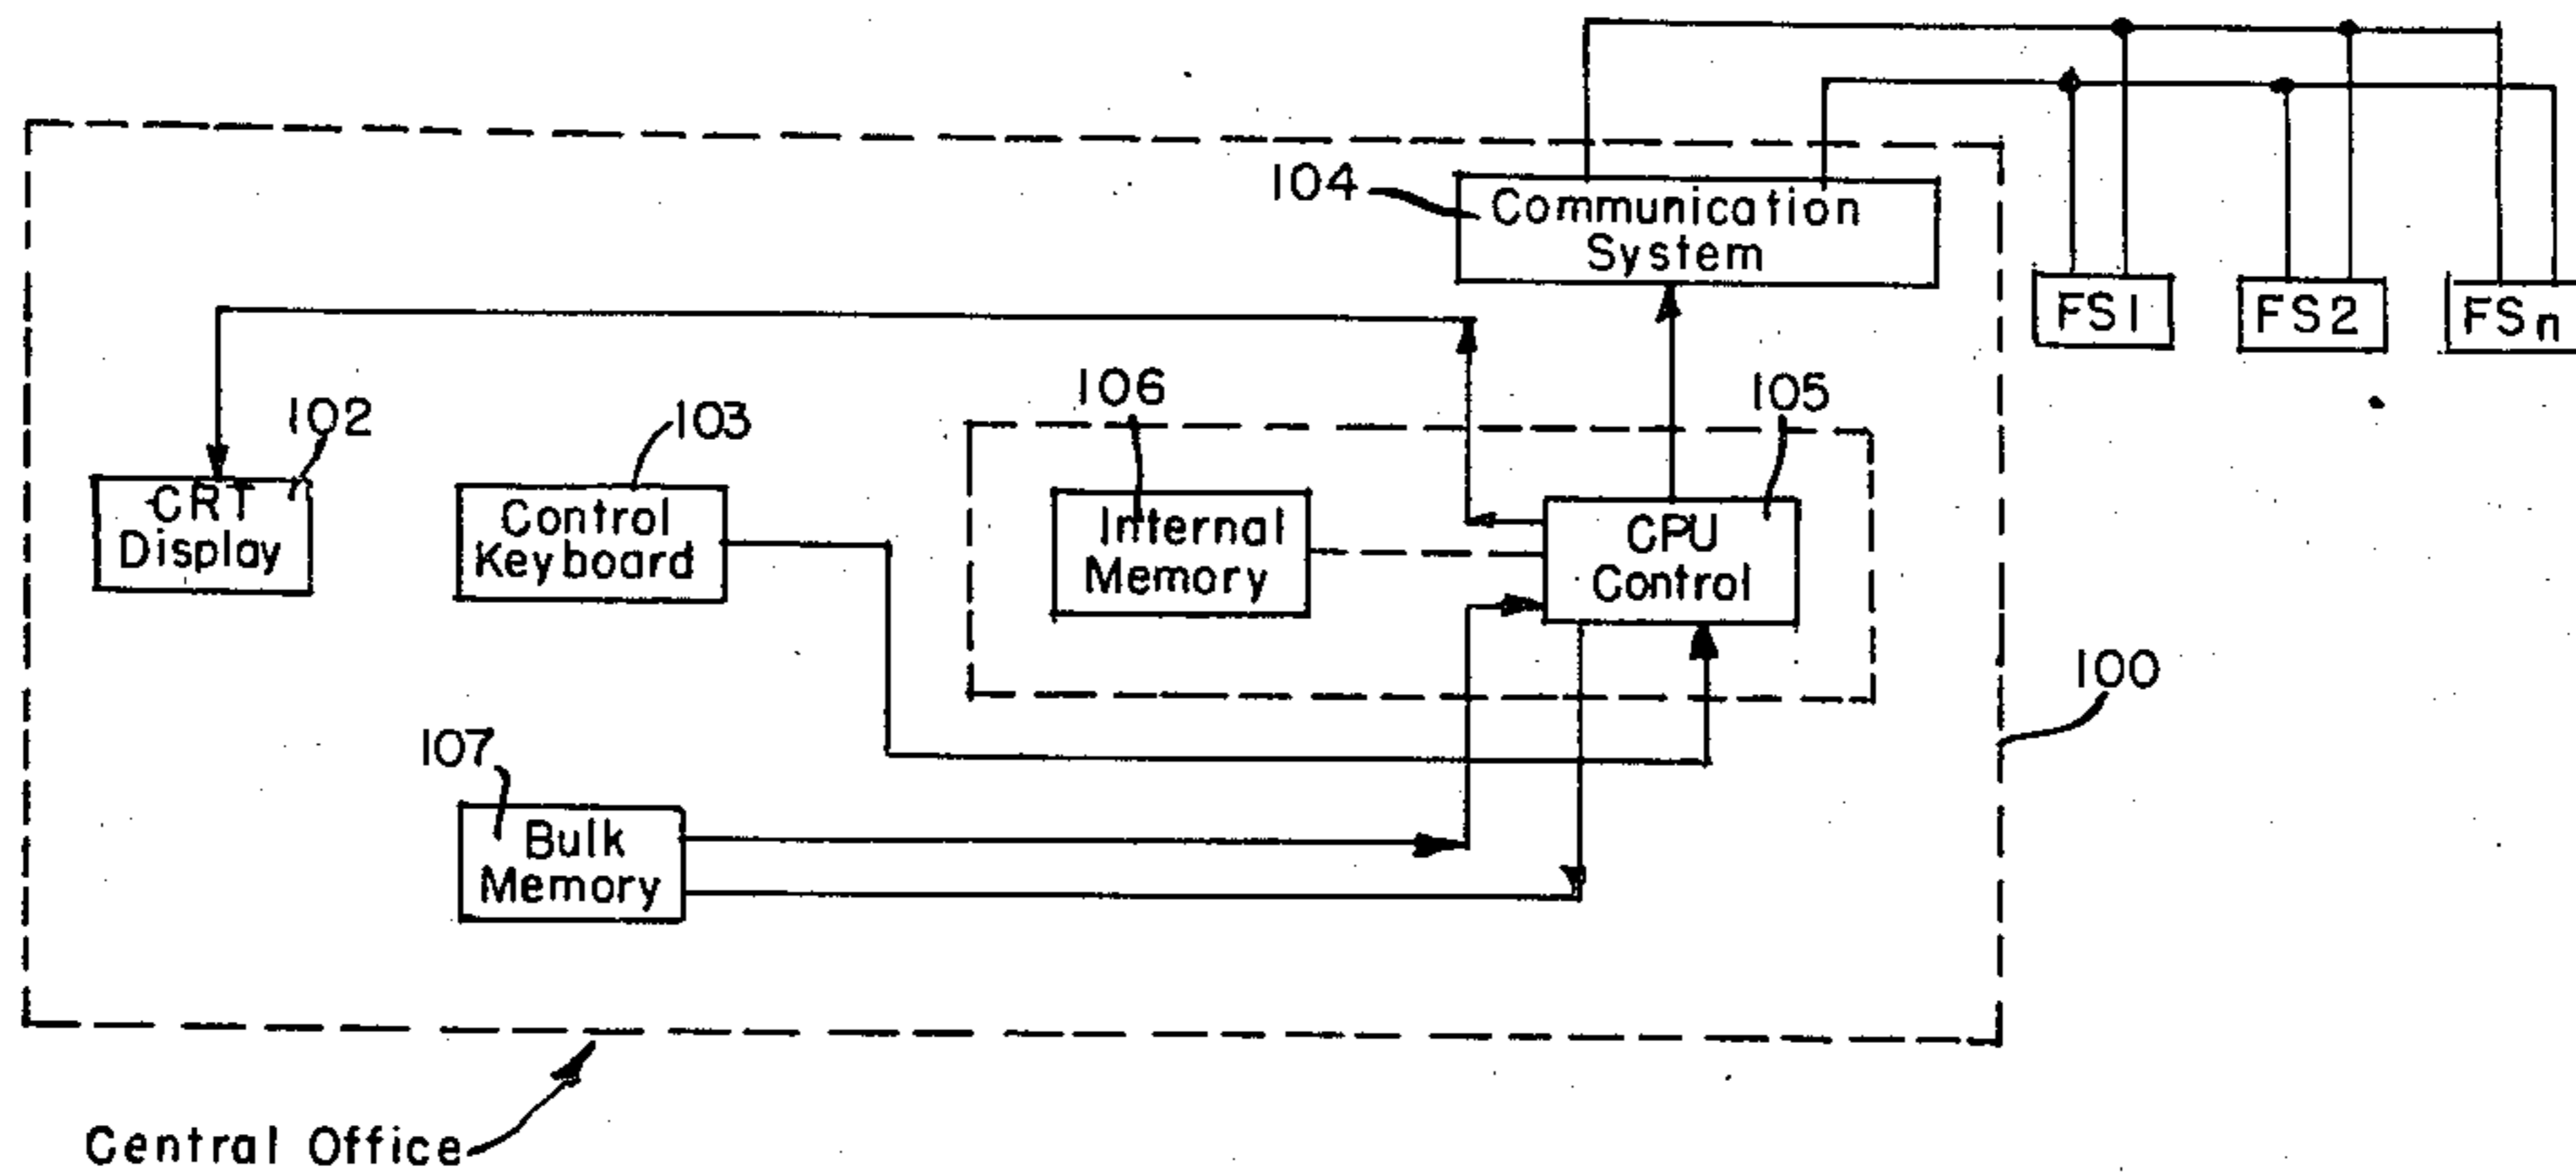 104
Communication
System
FS1
FS2
FSn
102
103
106
105
CRT
Display
Control
Keyboard
Internal
Memory
CPU
Control
100
107
Bulk
Memory
Central Office